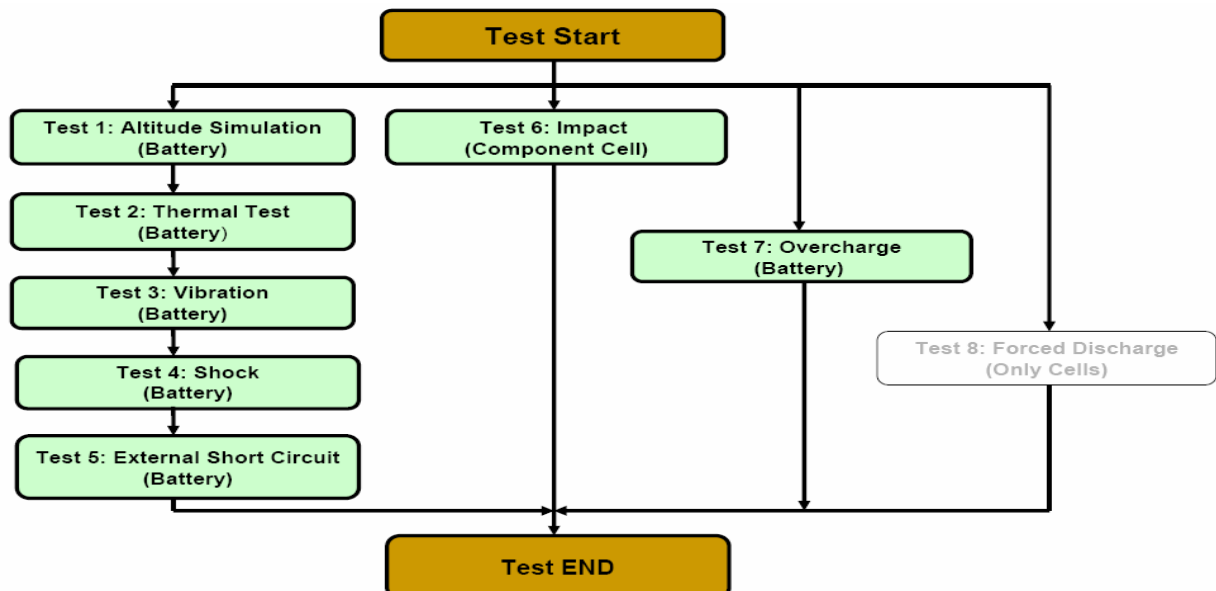 Test Start
Test 1: Altitude Simulation
(Battery)
Test 6: Impact
(Component Cell)
Test 2: Thermal Test
(Battery)
Test 7: Overcharge
(Battery)
Test 3: Vibration
(Battery)
Test 8: Forced Discharge
(Only Cells)
Test 4: Shock
(Battery)
Test 5: External Short Circuit
(Battery)
Test END